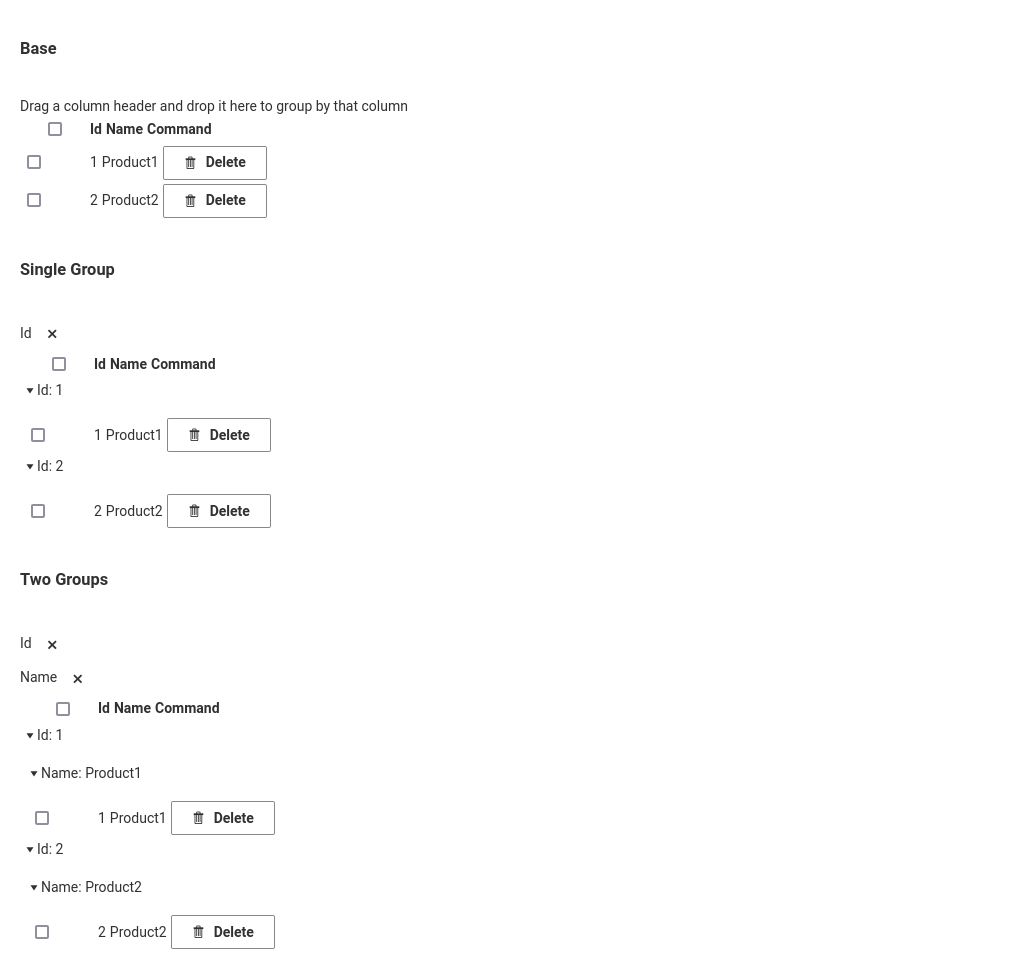 Base
Drag a column header and drop it here to group by that column
Id Name Command
1 Product1 Delete
2 Product2 Delete
Single Group
Id
Id Name Command
Id: 1
1 Product1 Delete
Id: 2
2 Product2 Delete
Two Groups
Id
Name
Id Name Command
Id: 1
Name: Product1
1 Product1 Delete
Id: 2
Name: Product2
2 Product2 Delete